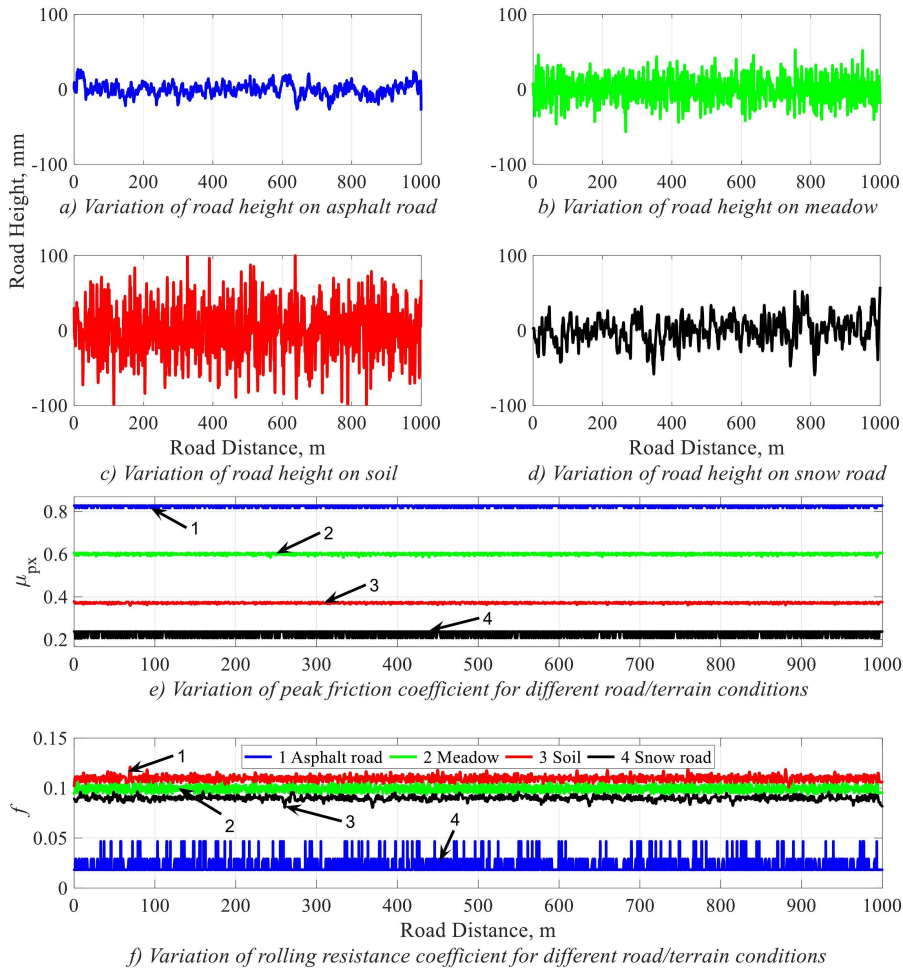 100
0
-100
0 200 400 600 800 1000
a) Variation of road height on asphalt road
100
0
-100
0 200 400 600 800 1000
b) Variation of road height on meadow
Road Height, mm
100
0
-100
0 200 400 600 800 1000
Road Distance, m
c) Variation of road height on soil
100
0
-100
0 200 400 600 800 1000
Road Distance, m
d) Variation of road height on snow road
μpx
0.8
0.6
0.4
0.2
1
2
3
4
0 100 200 300 400 500 600 700 800 900 1000
e) Variation of peak friction coefficient for different road/terrain conditions
f
0.15
0.1
0.05
0
1 Asphalt road 2 Meadow 3 Soil 4 Snow road
1
2
3
4
0 100 200 300 400 500 600 700 800 900 1000
Road Distance, m
f) Variation of rolling resistance coefficient for different road/terrain conditions